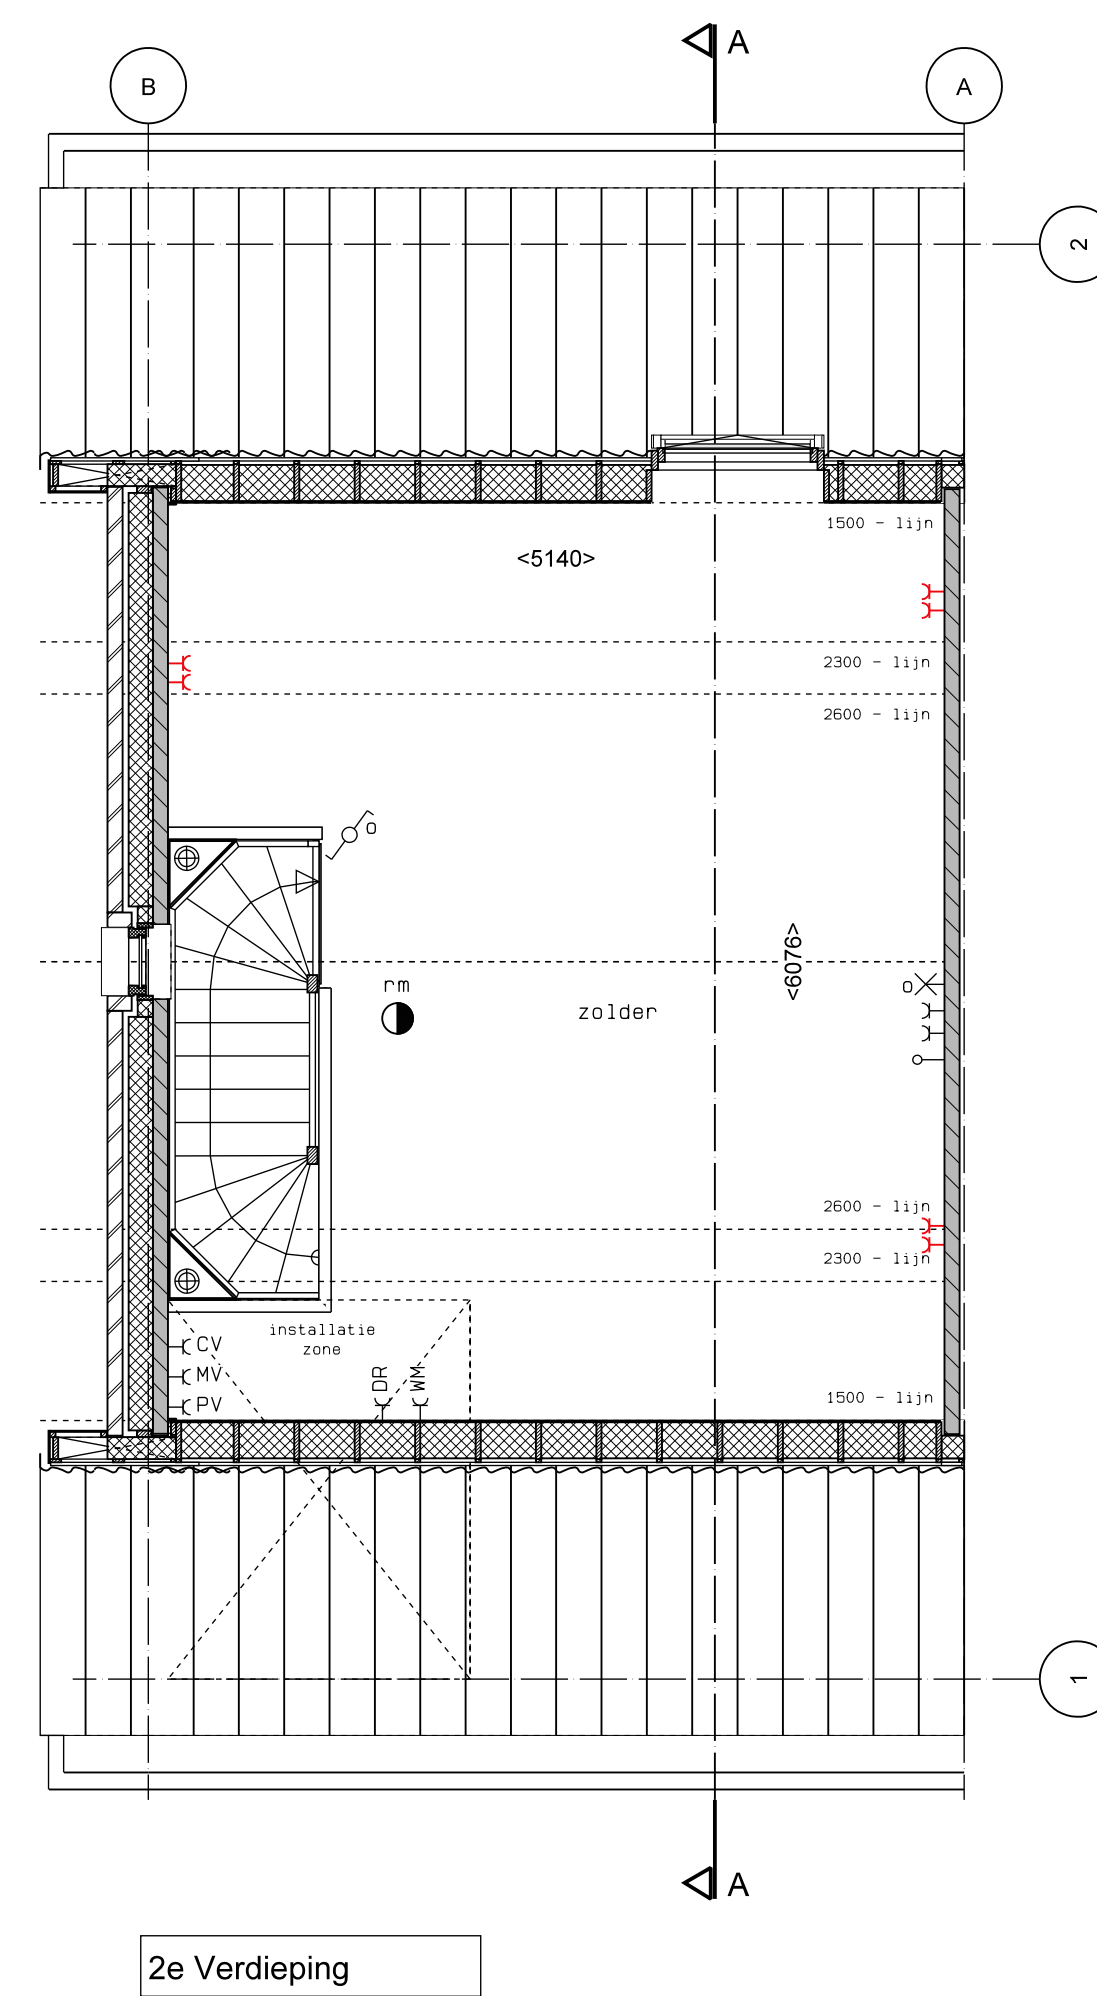 A
B
A
2
1500 - lijn
<5140>
2300 - lijn
2600 - lijn
o
<6076>
rm
o
zolder
2600 - lijn
2300 - lijn
installatie
zone
CV
MV
PV
DR
WM
1500 - lijn
1
A
2e Verdieping